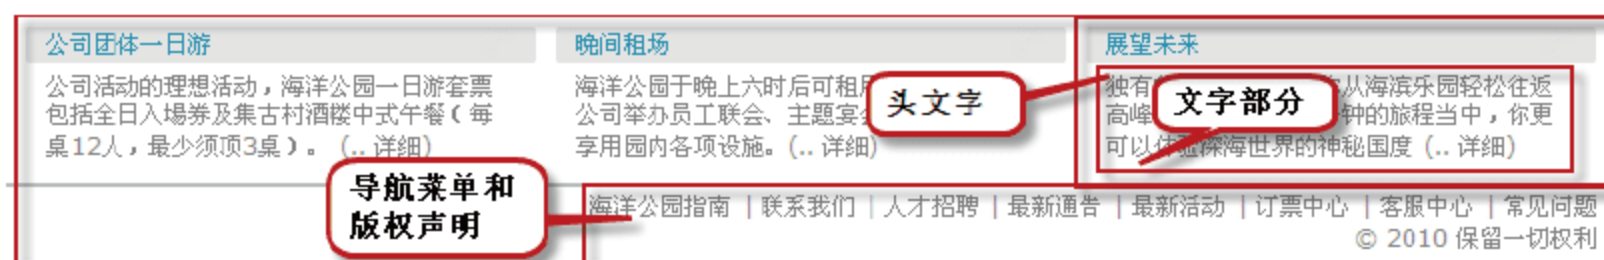 公司团体一日游
公司活动的理想活动，海洋公园一日游套票
包括全日入場券及集古村酒楼中式午餐（每
桌12人，最少须顶3桌）。（.. 详细）
晚间租场
海洋公园于晚上六时后可租
公司举办员工联会、主题宴
享用园内各项设施。（.. 详细）
展望未来
独有 从海滨乐园轻松往返
高峰 钟的旅程当中，你更
可以体验深海世界的神秘国度（.. 详细）
头文字
文字部分
导航菜单和
版权声明
海洋公园指南 | 联系我们 | 人才招聘 | 最新通告 | 最新活动 | 订票中心 | 客服中心 | 常见问题
© 2010 保留一切权利